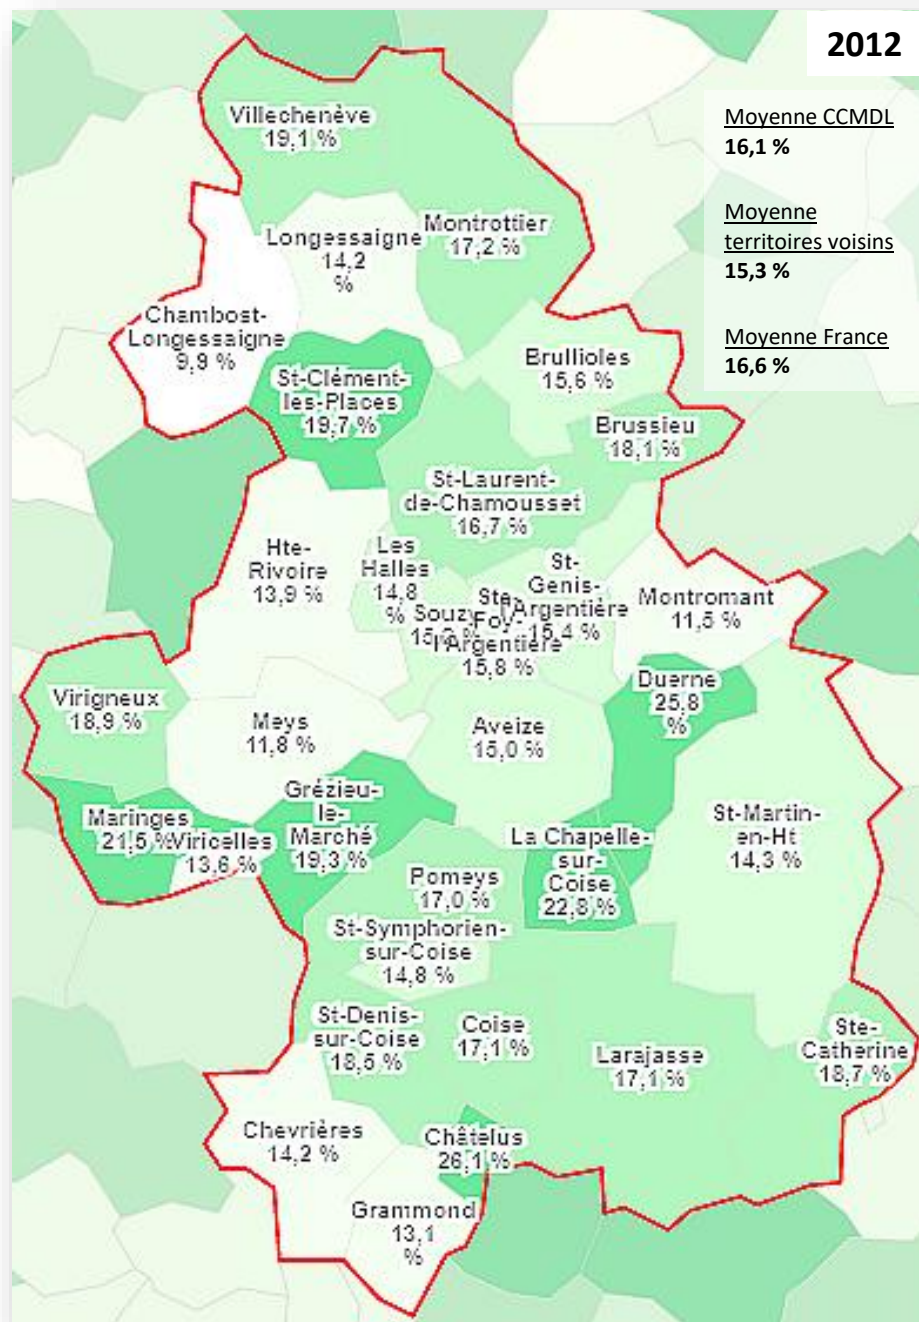 2012
Moyenne CCMDL
16,1 %
Moyenne
territoires voisins
15,3 %
Moyenne France
16,6 %
Villechenève
19,1 %
Longessaigne
14,2
%
Montrottier
17,2 %
Chambost-
Longessaigne
9,9 %
St-Clément-
les-Places
19,7 %
Brullioles
15,6 %
Brussieu
18,1 %
St-Laurent-
de-Chamousset
16,7 %
Hte-
Rivoire
13,9 %
Les
Halles
14,8
%
Souzy
Ste-
Foy-
l'Argentière
15,8 %
St-
Genis-
l'Argentière
15,4 %
Montromant
11,5 %
Duerne
25,8
%
Virigneux
18,9 %
Meys
11,8 %
Aveize
15,0 %
Maringes
21,5 %
Viricelles
13,6 %
Grézieu-
le-
Marché
19,3 %
La Chapelle-
sur-
Coise
22,8 %
St-Martin-
en-Ht
14,3 %
Pomeys
17,0 %
St-Symphorien-
sur-Coise
14,8 %
St-Denis-
sur-Coise
18,5 %
Coise
17,1 %
Larajasse
17,1 %
Ste-
Catherine
18,7 %
Chevrières
14,2 %
Châtelus
26,1 %
Grammond
13,1
%